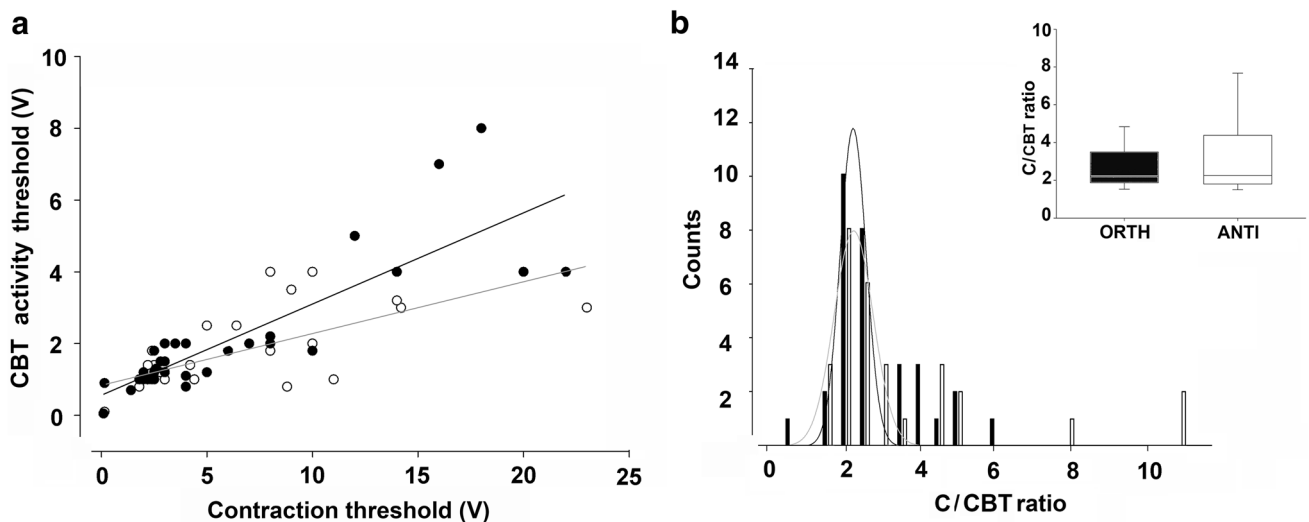 a
CBT activity threshold (V)
10
8
6
4
2
0
0 5 10 15 20 25
Contraction threshold (V)
b
Counts
14
12
10
8
6
4
2
0 2 4 6 8 10
C/CBT ratio
C/CBT ratio
10
8
6
4
2
0
ORTH ANTI